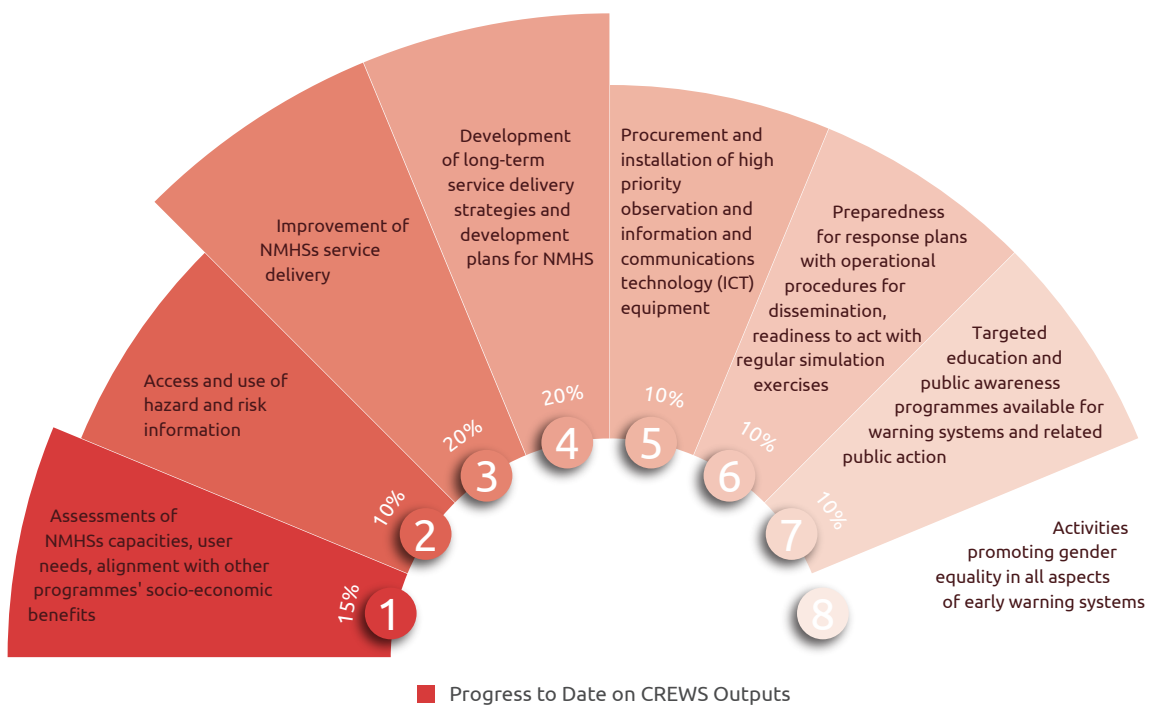 Assessments of
NMHSs capacities, user
needs, alignment with other
programmes' socio-economic
benefits
15%
1
Access and use of
hazard and risk
information
10%
2
Improvement of
NMHSs service
delivery
20%
3
Development
of long-term
service delivery
strategies and
development
plans for NMHS
20%
4
Procurement and
installation of high
priority
observation and
information and
communications
technology (ICT)
equipment
10%
5
Preparedness
for response plans
with operational
procedures for
dissemination,
readiness to act with
regular simulation
exercises
10%
6
Targeted
education and
public awareness
programmes available for
warning systems and related
public action
10%
7
Activities
promoting gender
equality in all aspects
of early warning systems
8
Progress to Date on CREWS Outputs